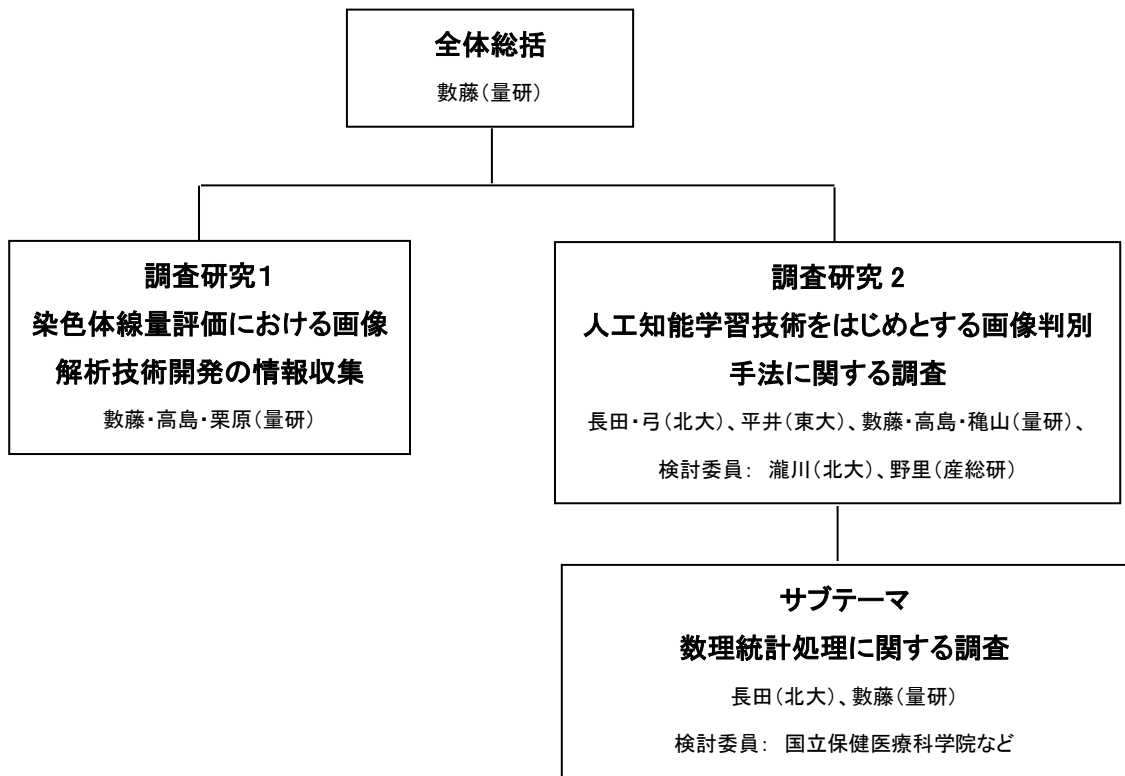 全体総括
數藤(量研)
調査研究１
染色体線量評価における画像
解析技術開発の情報収集
數藤・高島・栗原(量研)
調査研究 2
人工知能学習技術をはじめとする画像判別
手法に関する調査
長田・弓(北大)、平井(東大)、數藤・高島・穐山(量研)、
検討委員： 瀧川(北大)、野里(産総研)
サブテーマ
数理統計処理に関する調査
長田(北大)、數藤(量研)
検討委員： 国立保健医療科学院など